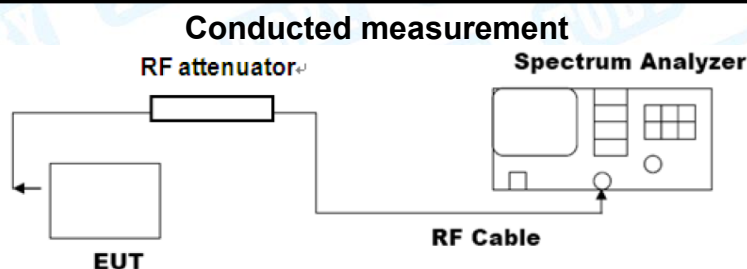 Conducted measurement
RF attenuator↵
Spectrum Analyzer
RF Cable
EUT